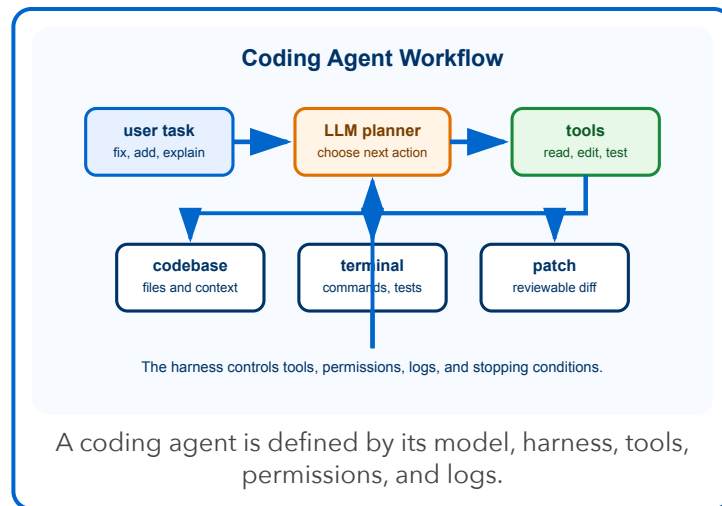 Coding Agent Workflow
user task
fix, add, explain
LLM planner
choose next action
tools
read, edit, test
codebase
files and context
terminal
commands, tests
patch
reviewable diff
The harness controls tools, permissions, logs, and stopping conditions.
A coding agent is defined by its model, harness, tools,
permissions, and logs.